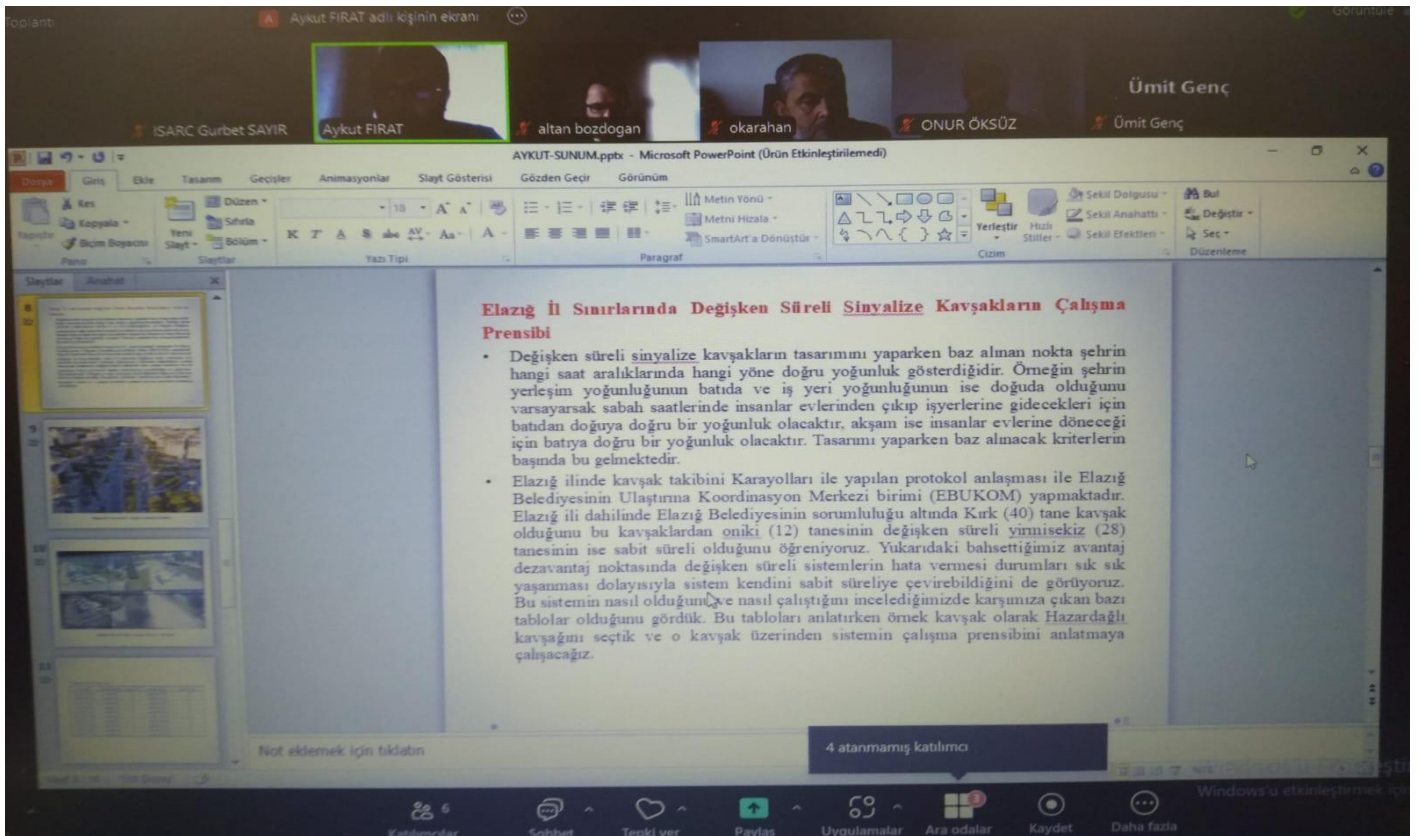 Toplantı
A Aykut FIRAT adlı kişinin ekranı
Görüntüle
Ümit Genç
ISARC Gurbet SAYIR
Aykut FIRAT
altan bozdogan
okarahan
ONUR ÖKSÜZ
Ümit Genç
AYKUT-SUNUM.pptx - Microsoft PowerPoint (Ürün Etkinleştirilemedi)
Dosya Giriş Ekle Tasarım Geçişler Animasyonlar Slayt Gösterisi Gözden Geçir Görünüm
Kes
Kopyala
Biçim Boyacısı
Yapıştır
Pano
Yeni Slayt
Düzen
Sıfırla
Bölüm
Slaytlar
18
K T A S abc AV Aa A
Yazı Tipi
Metin Yönü
Metni Hizala
SmartArt'a Dönüştür
Paragraf
Yerleştir
Hızlı Stiller
Şekil Dolgusu
Şekil Anahattı
Şekil Efektleri
Çizim
Bul
Değiştir
Seç
Düzenleme
Slaytlar Anahat
8
9
10
11
Elazığ İl Sınırlarında Değişken Süreli Sinyalize Kavşakların Çalışma
Prensibi
• Değişken süreli sinyalize kavşakların tasarımını yaparken baz alınan nokta şehrin
hangi saat aralıklarında hangi yöne doğru yoğunluk gösterdiğidir. Örneğin şehrin
yerleşim yoğunluğunun batıda ve iş yeri yoğunluğunun ise doğuda olduğunu
varsayarsak sabah saatlerinde insanlar evlerinden çıkıp işyerlerine gidecekleri için
batıdan doğuya doğru bir yoğunluk olacaktır, akşam ise insanlar evlerine döneceği
için batıya doğru bir yoğunluk olacaktır. Tasarımı yaparken baz alınacak kriterlerin
başında bu gelmektedir.
• Elazığ ilinde kavşak takibini Karayolları ile yapılan protokol anlaşması ile Elazığ
Belediyesinin Ulaştırma Koordinasyon Merkezi birimi (EBUKOM) yapmaktadır.
Elazığ ili dahilinde Elazığ Belediyesinin sorumluluğu altında Kırk (40) tane kavşak
olduğunu bu kavşaklardan oniki (12) tanesinin değişken süreli yirmisekiz (28)
tanesinin ise sabit süreli olduğunu öğreniyoruz. Yukarıdaki bahsettiğimiz avantaj
dezavantaj noktasında değişken süreli sistemlerin hata vermesi durumları sık sık
yaşanması dolayısıyla sistem kendini sabit süreliye çevirebildiğini de görüyoruz.
Bu sistemin nasıl olduğunu ve nasıl çalıştığını incelediğimizde karşımıza çıkan bazı
tablolar olduğunu gördük. Bu tabloları anlatırken örnek kavşak olarak Hazardağlı
kavşağını seçtik ve o kavşak üzerinden sistemin çalışma prensibini anlatmaya
çalışacağız.
Not eklemek için tıklatın
4 atanmamış katılımcı
Windows'u etkinleştirmek için
6
3
Katılımcılar Sohbet Tepki ver Paylaş Uygulamalar Ara odalar Kaydet Daha fazla